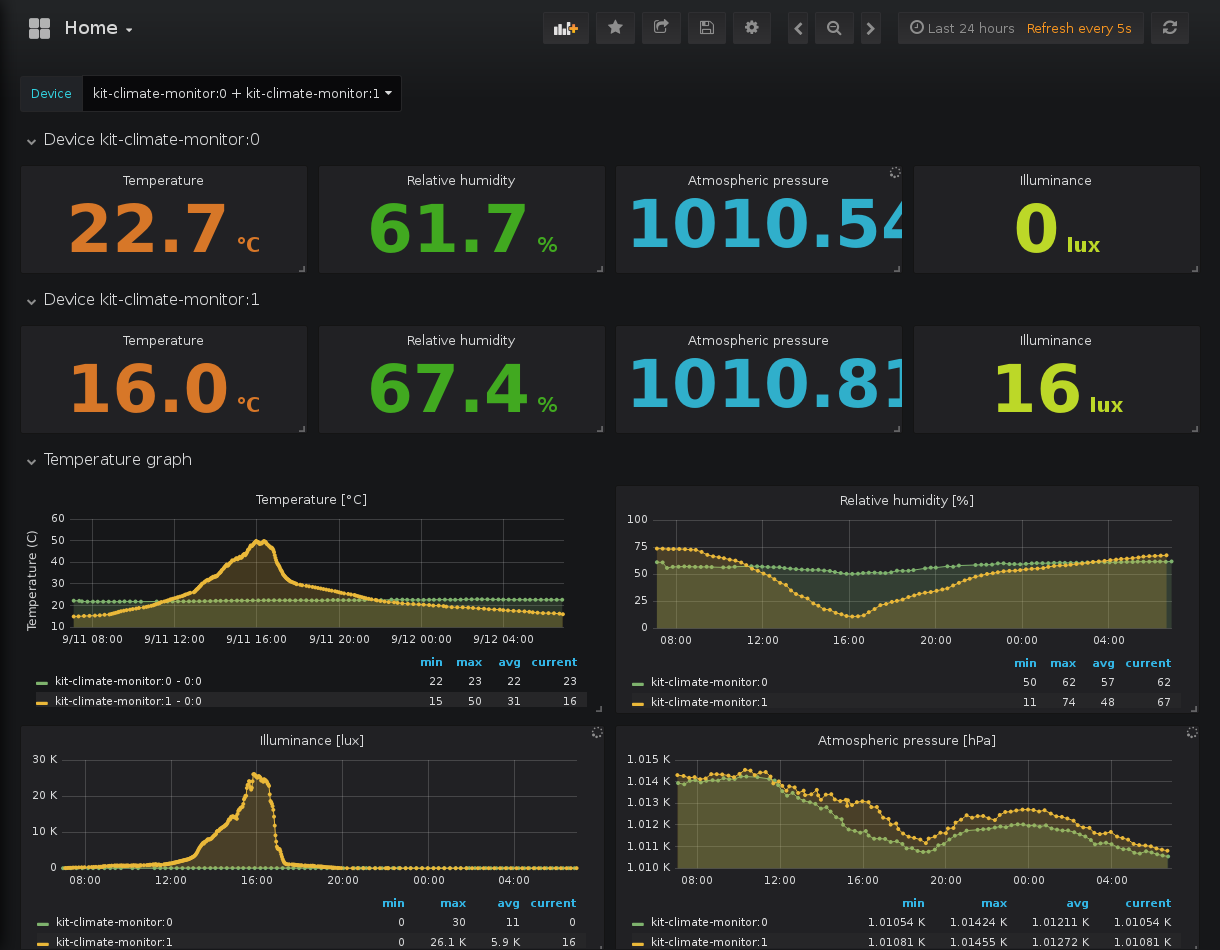 Home
Last 24 hours Refresh every 5s
Device kit-climate-monitor:0 + kit-climate-monitor:1
Device kit-climate-monitor:0
Temperature Relative humidity Atmospheric pressure Illuminance
22.7 °C 61.7 % 1010.54 0 lux
Device kit-climate-monitor:1
Temperature Relative humidity Atmospheric pressure Illuminance
16.0 °C 67.4 % 1010.81 16 lux
Temperature graph
Temperature [°C]
Temperature (C)
60
50
40
30
20
10
9/11 08:00 9/11 12:00 9/11 16:00 9/11 20:00 9/12 00:00 9/12 04:00
min max avg current
kit-climate-monitor:0 - 0:0 22 23 22 23
kit-climate-monitor:1 - 0:0 15 50 31 16
Relative humidity [%]
100
75
50
25
0
08:00 12:00 16:00 20:00 00:00 04:00
min max avg current
kit-climate-monitor:0 50 62 57 62
kit-climate-monitor:1 11 74 48 67
Illuminance [lux]
30 K
20 K
10 K
0
08:00 12:00 16:00 20:00 00:00 04:00
min max avg current
kit-climate-monitor:0 0 30 11 0
kit-climate-monitor:1 0 26.1 K 5.9 K 16
Atmospheric pressure [hPa]
1.015 K
1.014 K
1.013 K
1.012 K
1.011 K
1.010 K
08:00 12:00 16:00 20:00 00:00 04:00
min max avg current
kit-climate-monitor:0 1.01054 K 1.01424 K 1.01211 K 1.01054 K
kit-climate-monitor:1 1.01081 K 1.01455 K 1.01272 K 1.01081 K